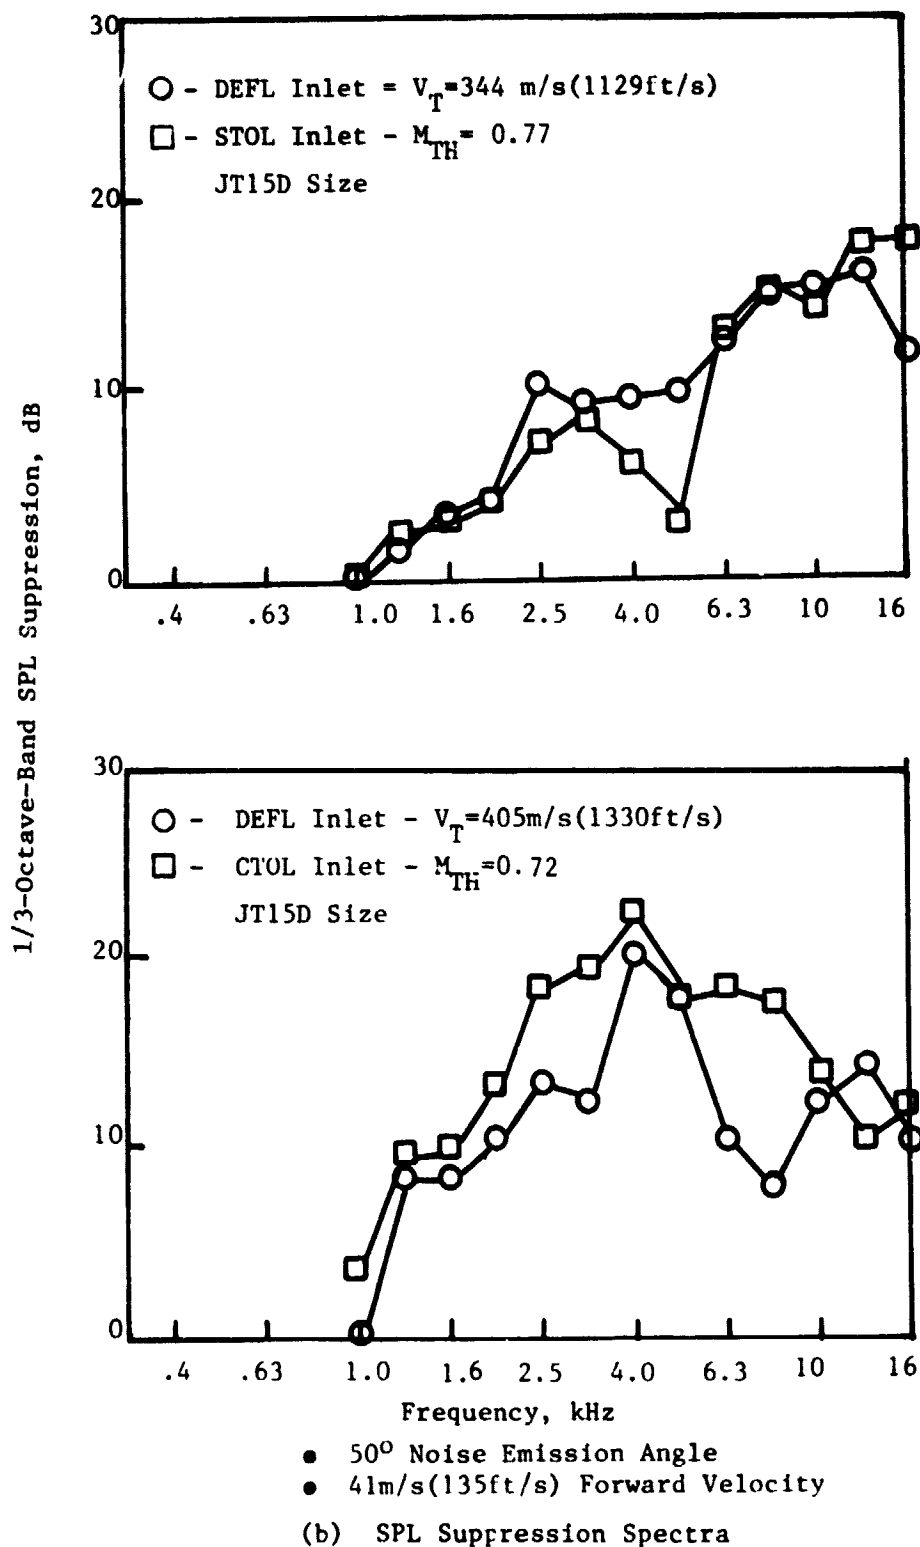 30
○ - DEFL Inlet = V_T=344 m/s(1129ft/s)
□ - STOL Inlet - M_TH= 0.77
JT15D Size
20
10
0
.4 .63 1.0 1.6 2.5 4.0 6.3 10 16
1/3-Octave-Band SPL Suppression, dB
30
○ - DEFL Inlet - V_T=405m/s(1330ft/s)
□ - CTOL Inlet - M_TH=0.72
JT15D Size
20
10
0
.4 .63 1.0 1.6 2.5 4.0 6.3 10 16
Frequency, kHz
● 50° Noise Emission Angle
● 41m/s(135ft/s) Forward Velocity
(b) SPL Suppression Spectra